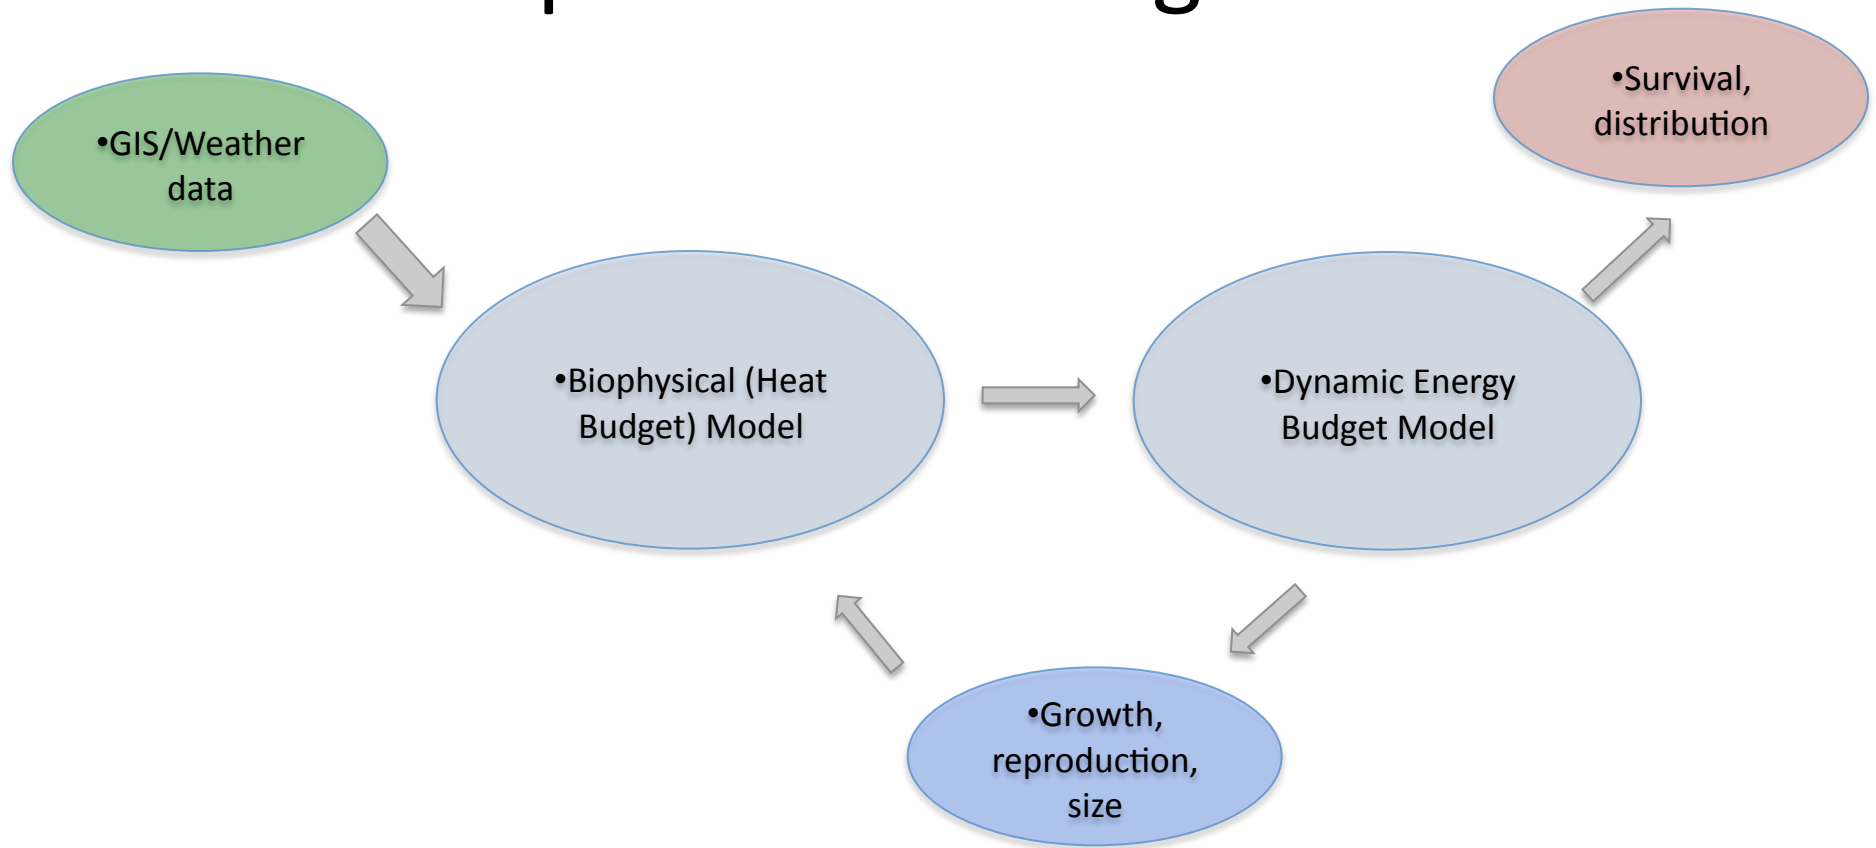 •GIS/Weather
data
•Survival,
distribution
•Biophysical (Heat
Budget) Model
•Dynamic Energy
Budget Model
•Growth,
reproduction,
size